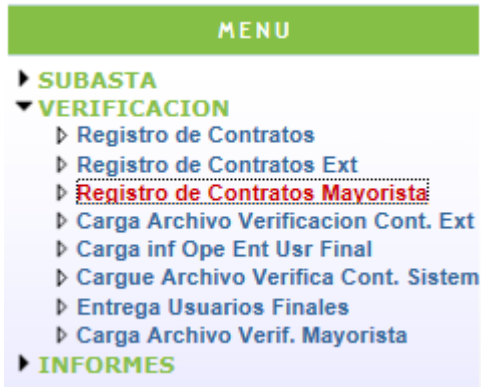 MENU
SUBASTA
VERIFICACION
Registro de Contratos
Registro de Contratos Ext
Registro de Contratos Mayorista
Carga Archivo Verificacion Cont. Ext
Carga inf Ope Ent Usr Final
Cargue Archivo Verifica Cont. Sistem
Entrega Usuarios Finales
Carga Archivo Verif. Mayorista
INFORMES